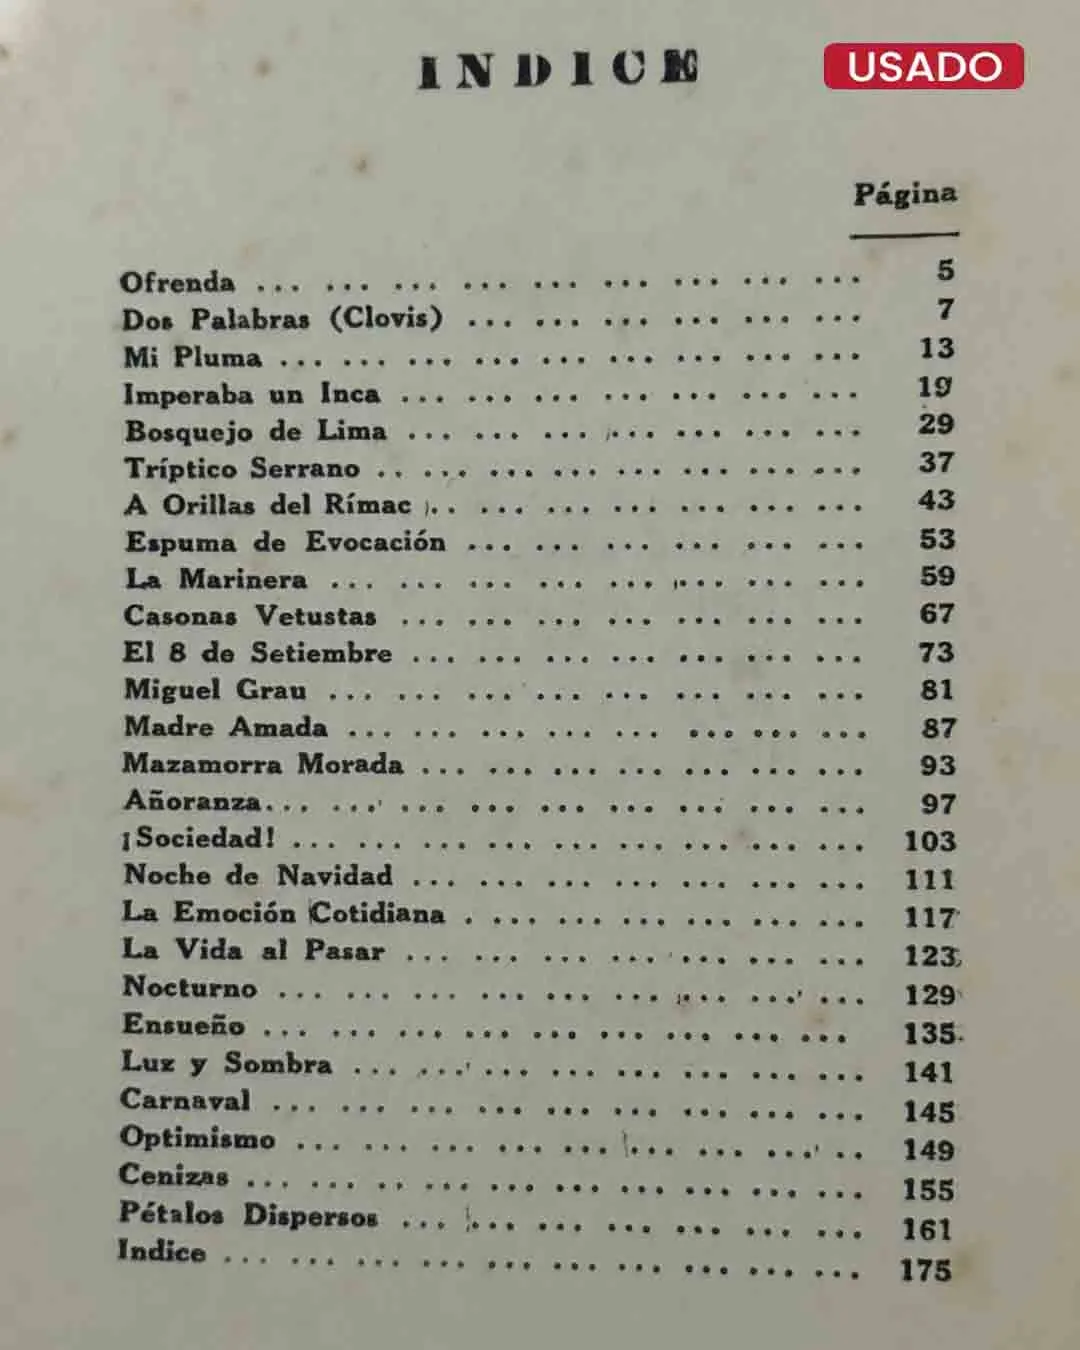 INDICE
USADO
Página
Ofrenda ... ... ... ... ... ... ... ... ... 5
Dos Palabras (Clovis) ... ... ... ... ... ... 7
Mi Pluma ... ... ... ... ... ... ... ... ... 13
Imperaba un Inca ... ... ... ... ... ... ... 19
Bosquejo de Lima ... ... ... ... ... ... ... 29
Tríptico Serrano .. ... ... ... ... ... ... ... 37
A Orillas del Rímac .. ... ... ... ... ... ... 43
Espuma de Evocación ... ... ... ... ... ... 53
La Marinera ... ... ... ... ... ... ... ... 59
Casonas Vetustas ... ... ... ... ... ... ... 67
El 8 de Setiembre ... ... ... ... ... ... ... 73
Miguel Grau ... ... ... ... ... ... ... ... 81
Madre Amada ... ... ... ... ... ... ... ... 87
Mazamorra Morada ... ... ... ... ... ... ... 93
Añoranza... ... ... ... ... ... ... ... ... 97
¡Sociedad! ... ... ... ... ... ... ... ... ... 103
Noche de Navidad ... ... ... ... ... ... ... 111
La Emoción Cotidiana . ... ... ... ... ... ... 117
La Vida al Pasar ... ... ... ... ... ... ... 123
Nocturno ... ... ... ... ... ... ... ... ... 129
Ensueño ... ... ... ... ... ... ... ... ... 135
Luz y Sombra ... ... ... ... ... ... ... ... 141
Carnaval ... ... ... ... ... ... ... ... ... 145
Optimismo ... ... ... ... ... ... ... ... .. 149
Cenizas ... ... .. ... ... ... ... ... ... ... 155
Pétalos Dispersos ... ... ... ... ... ... ... 161
Indice ... ... ... ... ... ... ... ... ... ... 175